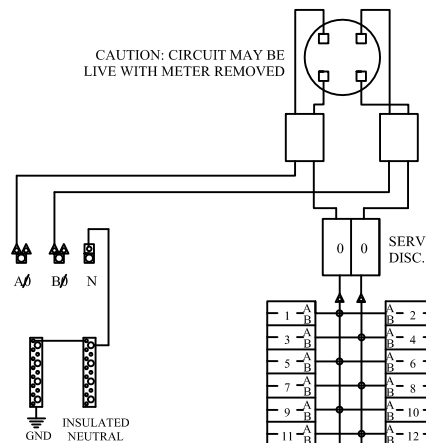 CAUTION: CIRCUIT MAY BE
LIVE WITH METER REMOVED
0 0
SERV
DISC.
AØ BØ N
1 A B A B 2
3 A B A B 4
5 A B A B 6
7 A B A B 8
9 A B A B 10
11 A B A B 12
GND
INSULATED
NEUTRAL